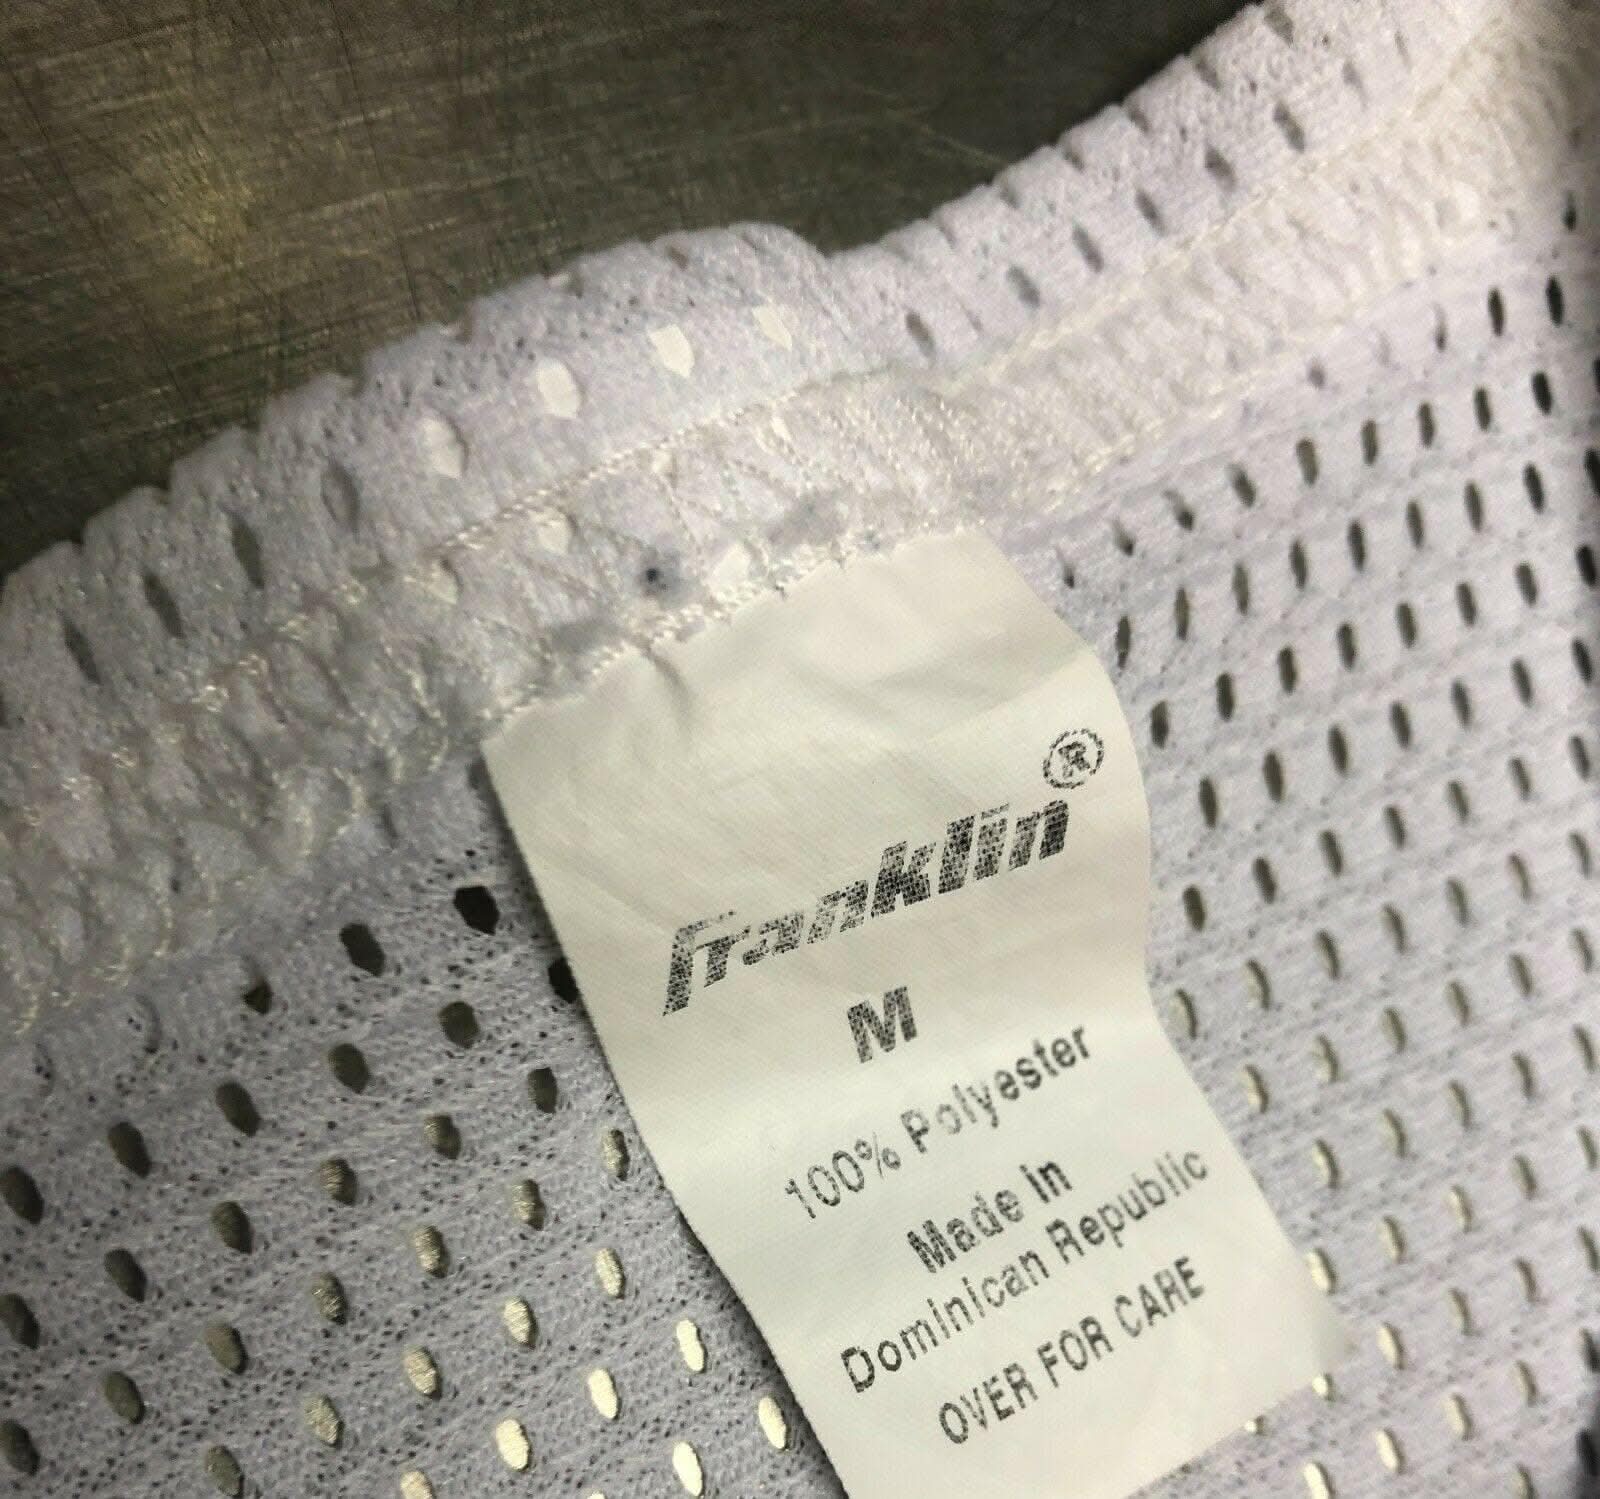 Franklin®
M
100% Polyester
Made In
Dominican Republic
OVER FOR CARE